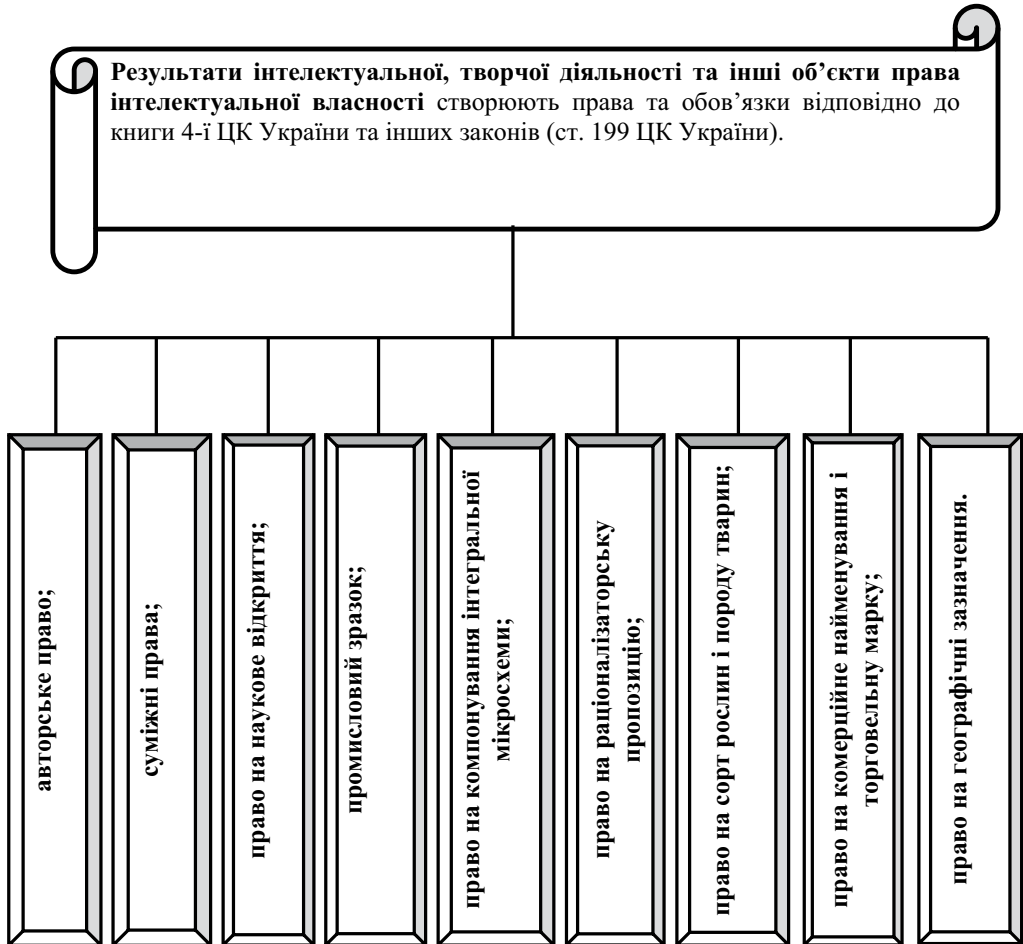 Результати інтелектуальної, творчої діяльності та інші об’єкти права
інтелектуальної власності створюють права та обов’язки відповідно до
книги 4-ї ЦК України та інших законів (ст. 199 ЦК України).
авторське право;
суміжні права;
право на наукове відкриття;
промисловий зразок;
право на компонування інтегральної
мікросхеми;
право на раціоналізаторську
пропозицію;
право на сорт рослин і породу тварин;
право на комерційне найменування і
торговельну марку;
право на географічні зазначення.